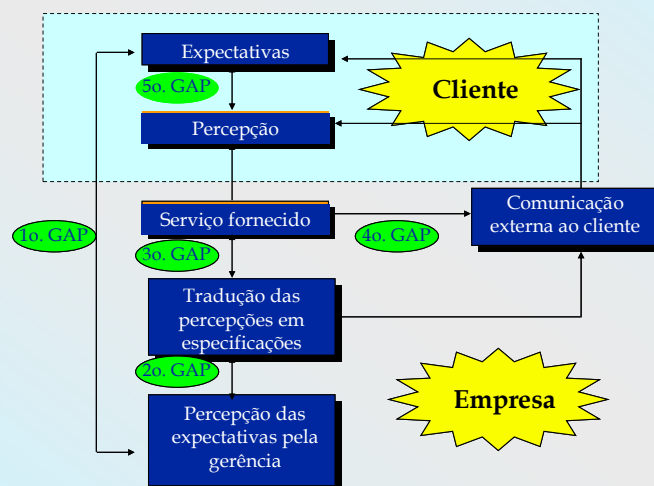 Expectativas
5o. GAP
Cliente
Percepção
Serviço fornecido
1o. GAP
4o. GAP
Comunicação
externa ao cliente
3o. GAP
Tradução das
percepções em
especificações
2o. GAP
Percepção das
expectativas pela
gerência
Empresa